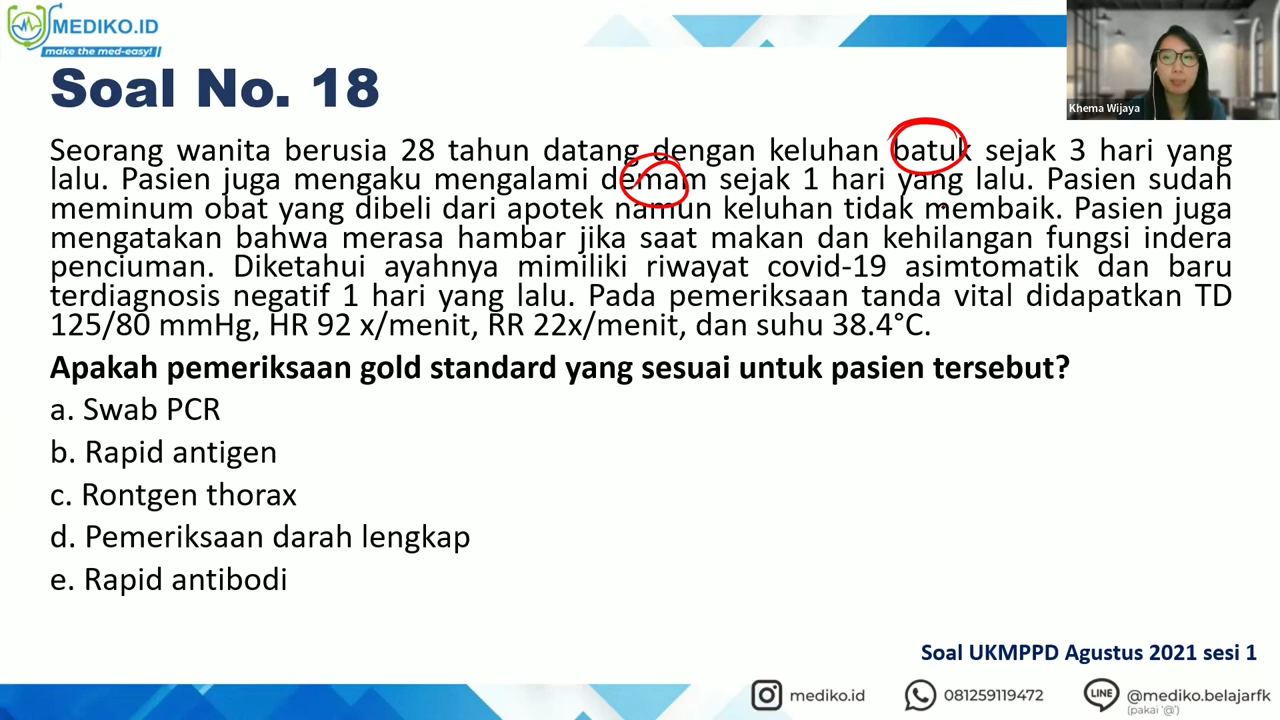 MEDIKO.ID
make the med-easy!
Khema Wijaya
Soal No. 18
Seorang wanita berusia 28 tahun datang dengan keluhan batuk sejak 3 hari yang
lalu. Pasien juga mengaku mengalami demam sejak 1 hari yang lalu. Pasien sudah
meminum obat yang dibeli dari apotek namun keluhan tidak membaik. Pasien juga
mengatakan bahwa merasa hambar jika saat makan dan kehilangan fungsi indera
penciuman. Diketahui ayahnya mimiliki riwayat covid-19 asimtomatik dan baru
terdiagnosis negatif 1 hari yang lalu. Pada pemeriksaan tanda vital didapatkan TD
125/80 mmHg, HR 92 x/menit, RR 22x/menit, dan suhu 38.4°C.
Apakah pemeriksaan gold standard yang sesuai untuk pasien tersebut?
a. Swab PCR
b. Rapid antigen
c. Rontgen thorax
d. Pemeriksaan darah lengkap
e. Rapid antibodi
Soal UKMPPD Agustus 2021 sesi 1
mediko.id
081259119472
LINE
@mediko.belajarfk
(pakai '@')